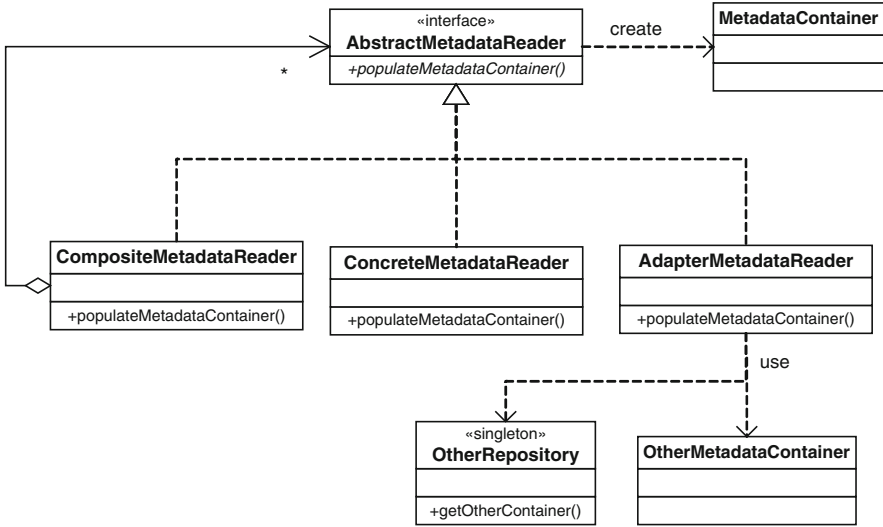 «interface»
AbstractMetadataReader
+populateMetadataContainer()
create
MetadataContainer
*
CompositeMetadataReader
+populateMetadataContainer()
ConcreteMetadataReader
+populateMetadataContainer()
AdapterMetadataReader
+populateMetadataContainer()
use
«singleton»
OtherRepository
+getOtherContainer()
OtherMetadataContainer